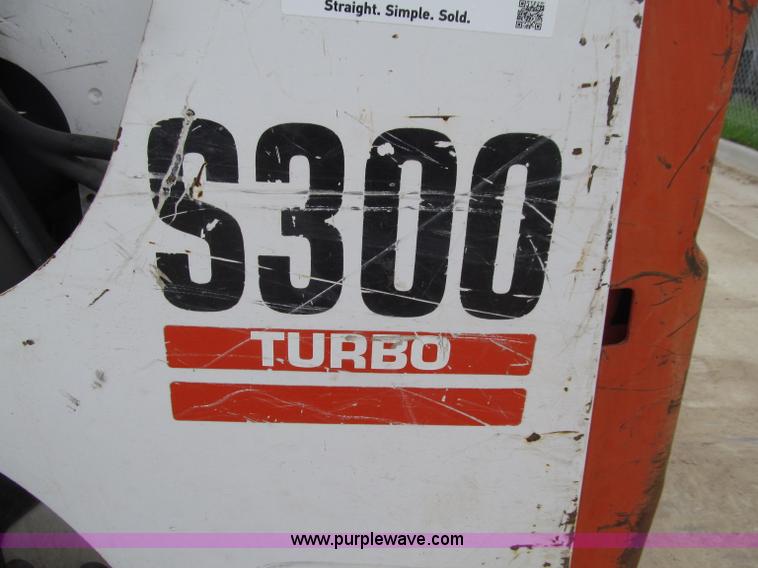 Straight. Simple. Sold.
S300
TURBO
www.purplewave.com